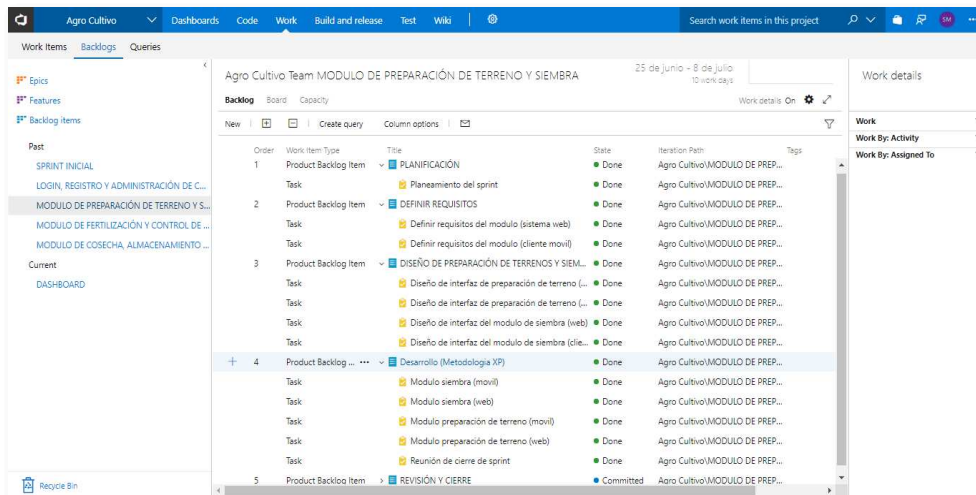 Agro Cultivo Dashboards Code Work Build and release Test Wiki Search work items in this project SM
Work Items Backlogs Queries
Epics
Features
Backlog items
Past
SPRINT INICIAL
LOGIN, REGISTRO Y ADMINISTRACIÓN DE C...
MODULO DE PREPARACIÓN DE TERRENO Y S...
MODULO DE FERTILIZACIÓN Y CONTROL DE ...
MODULO DE COSECHA, ALMACENAMIENTO ...
Current
DASHBOARD
Recycle Bin
Agro Cultivo Team MODULO DE PREPARACIÓN DE TERRENO Y SIEMBRA
25 de junio - 8 de julio
10 work days
Backlog Board Capacity Work details On
New Create query Column options
Order Work Item Type Title State Iteration Path Tags
1 Product Backlog Item PLANIFICACIÓN Done Agro Cultivo\MODULO DE PREP...
Task Planeamiento del sprint Done Agro Cultivo\MODULO DE PREP...
2 Product Backlog Item DEFINIR REQUISITOS Done Agro Cultivo\MODULO DE PREP...
Task Definir requisitos del modulo (sistema web) Done Agro Cultivo\MODULO DE PREP...
Task Definir requisitos del modulo (cliente movil) Done Agro Cultivo\MODULO DE PREP...
3 Product Backlog Item DISEÑO DE PREPARACIÓN DE TERRENOS Y SIEM... Done Agro Cultivo\MODULO DE PREP...
Task Diseño de interfaz de preparación de terreno (... Done Agro Cultivo\MODULO DE PREP...
Task Diseño de interfaz de preparación de terreno (... Done Agro Cultivo\MODULO DE PREP...
Task Diseño de interfaz del modulo de siembra (web) Done Agro Cultivo\MODULO DE PREP...
Task Diseño de interfaz del modulo de siembra (clie... Done Agro Cultivo\MODULO DE PREP...
4 Product Backlog ... Desarrollo (Metodologia XP) Done Agro Cultivo\MODULO DE PREP...
Task Modulo siembra (movil) Done Agro Cultivo\MODULO DE PREP...
Task Modulo siembra (web) Done Agro Cultivo\MODULO DE PREP...
Task Modulo preparación de terreno (movil) Done Agro Cultivo\MODULO DE PREP...
Task Modulo preparación de terreno (web) Done Agro Cultivo\MODULO DE PREP...
Task Reunión de cierre de sprint Done Agro Cultivo\MODULO DE PREP...
5 Product Backlog Item REVISIÓN Y CIERRE Committed Agro Cultivo\MODULO DE PREP...
Work details
Work
Work By: Activity
Work By: Assigned To